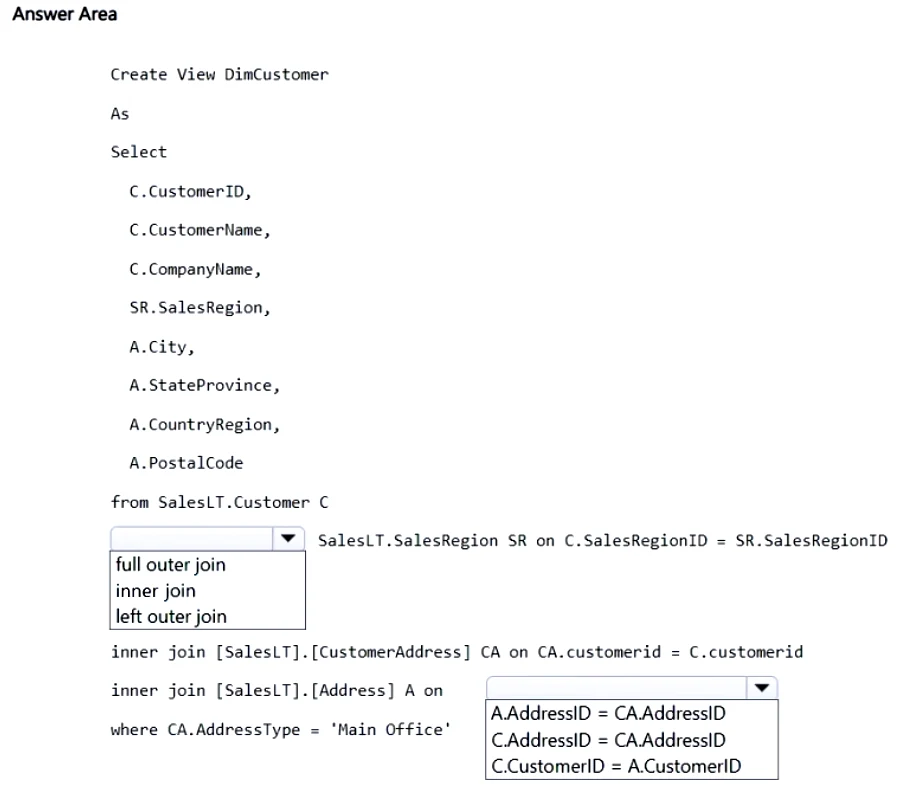 Answer Area
Create View DimCustomer
As
Select
C.CustomerID,
C.CustomerName,
C.CompanyName,
SR.SalesRegion,
A.City,
A.StateProvince,
A.CountryRegion,
A.PostalCode
from SalesLT.Customer C
SalesLT.SalesRegion SR on C.SalesRegionID = SR.SalesRegionID
full outer join
inner join
left outer join
inner join [SalesLT].[CustomerAddress] CA on CA.customerid = C.customerid
inner join [SalesLT].[Address] A on
A.AddressID = CA.AddressID
where CA.AddressType = 'Main Office'
C.AddressID = CA.AddressID
C.CustomerID = A.CustomerID